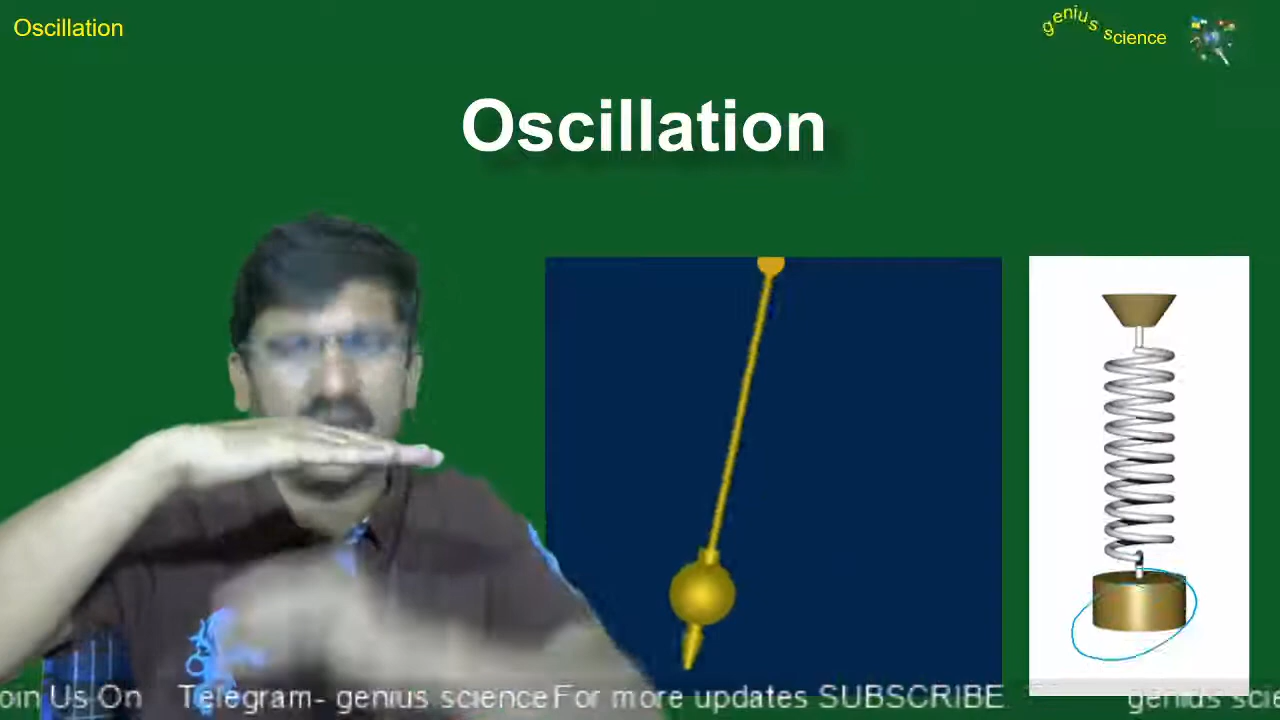 Oscillation
genius science
Oscillation
oin Us On Telegram- genius science For more updates SUBSCRIBE genius scie